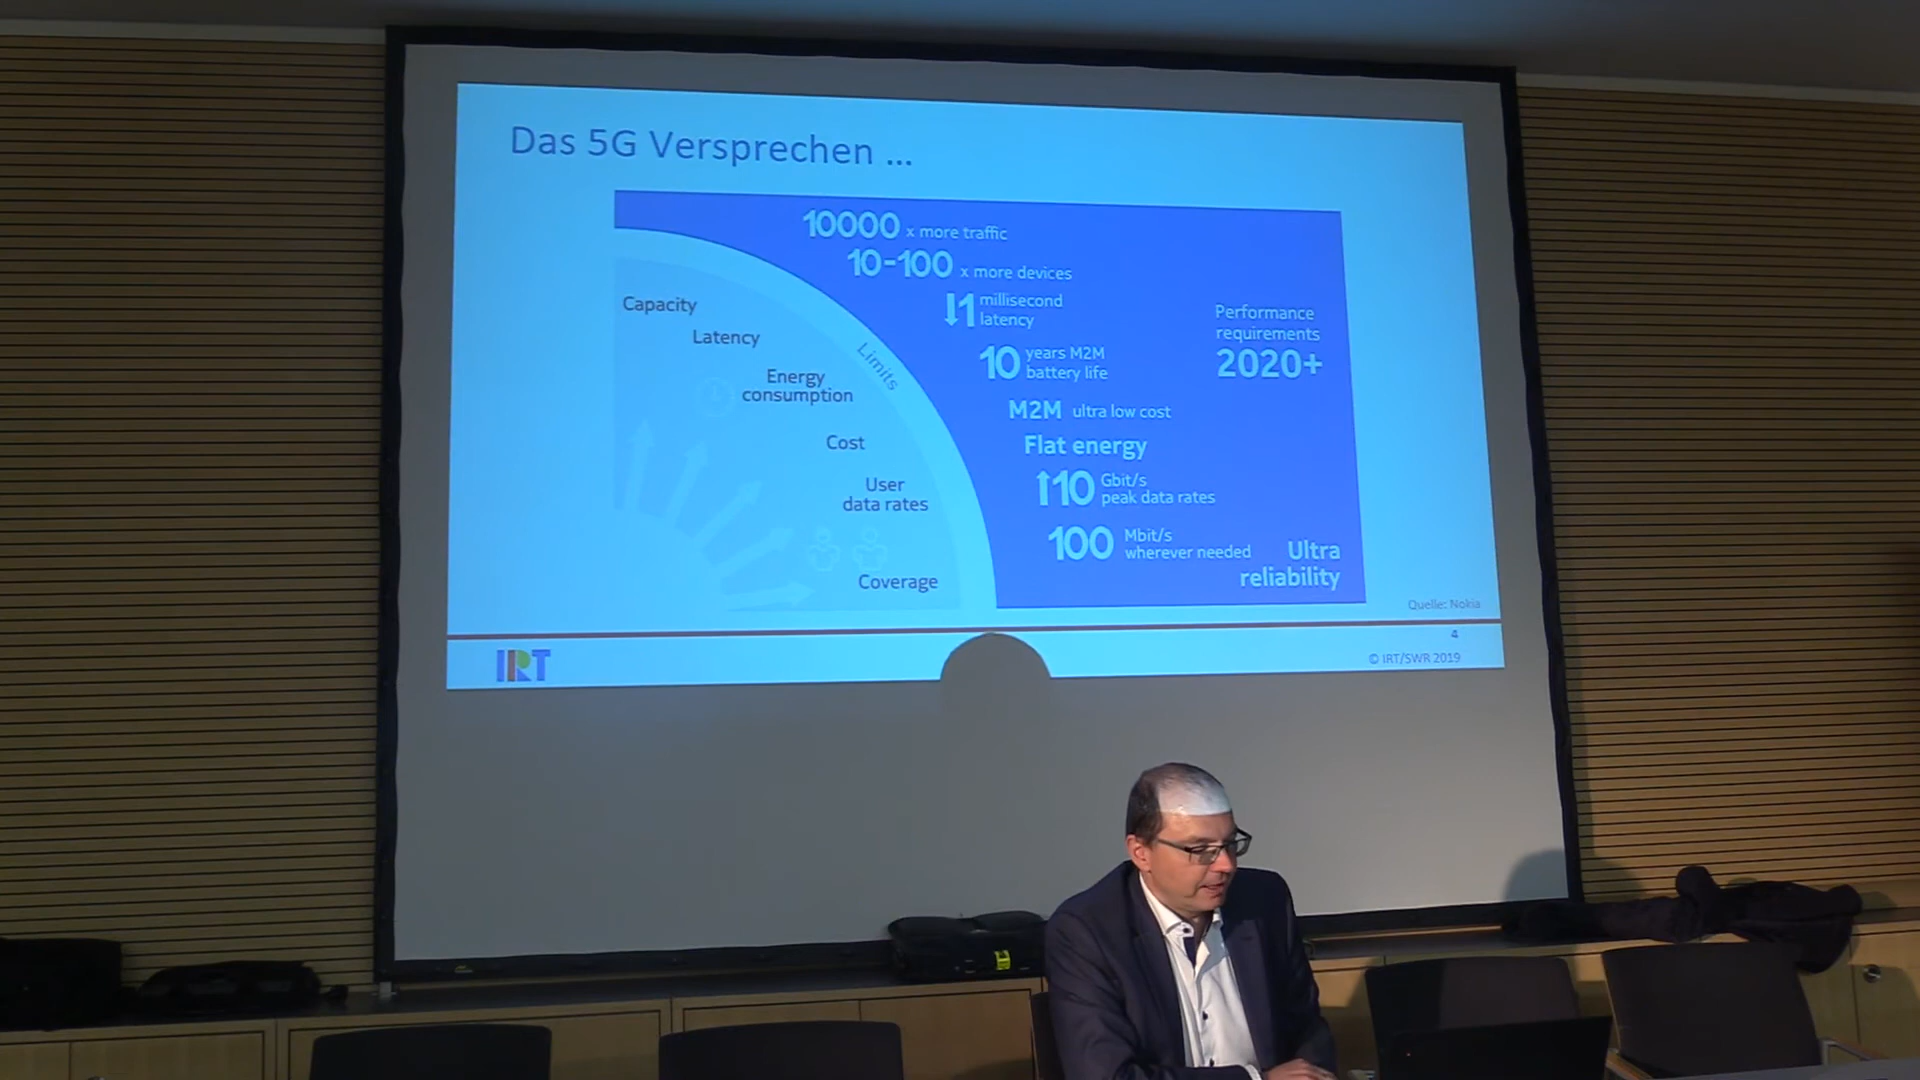 Das 5G Versprechen ...
10000 x more traffic
10-100 x more devices
↓1 millisecond
latency
10 years M2M
battery life
M2M ultra low cost
Flat energy
↑10 Gbit/s
peak data rates
100 Mbit/s
wherever needed
Ultra
reliability
Performance
requirements
2020+
Limits
Capacity
Latency
Energy
consumption
Cost
User
data rates
Coverage
Quelle: Nokia
4
IRT
© IRT/SWR 2019